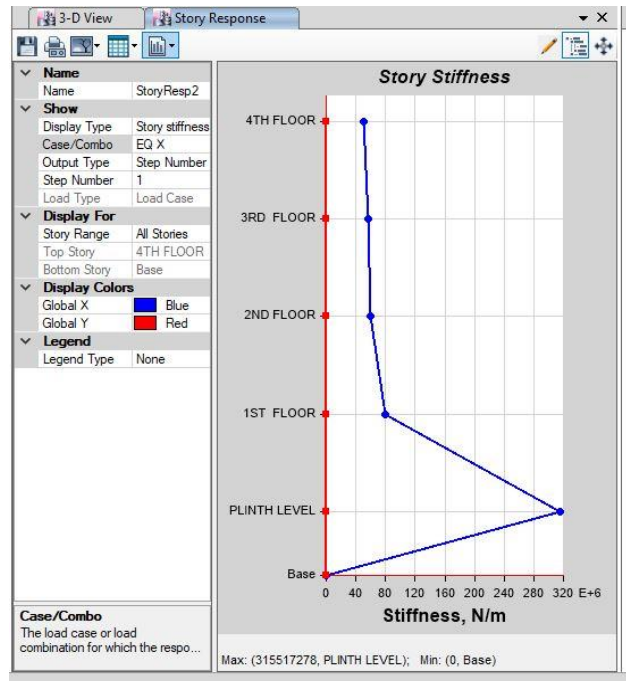 3-D View
Story Response
Name
Name StoryResp2
Show
Display Type Story stiffness
Case/Combo EQ X
Output Type Step Number
Step Number 1
Load Type Load Case
Display For
Story Range All Stories
Top Story 4TH FLOOR
Bottom Story Base
Display Colors
Global X Blue
Global Y Red
Legend
Legend Type None
Case/Combo
The load case or load
combination for which the respo...
Story Stiffness
4TH FLOOR
3RD FLOOR
2ND FLOOR
1ST FLOOR
PLINTH LEVEL
Base
0 40 80 120 160 200 240 280 320 E+6
Stiffness, N/m
Max: (315517278, PLINTH LEVEL); Min: (0, Base)